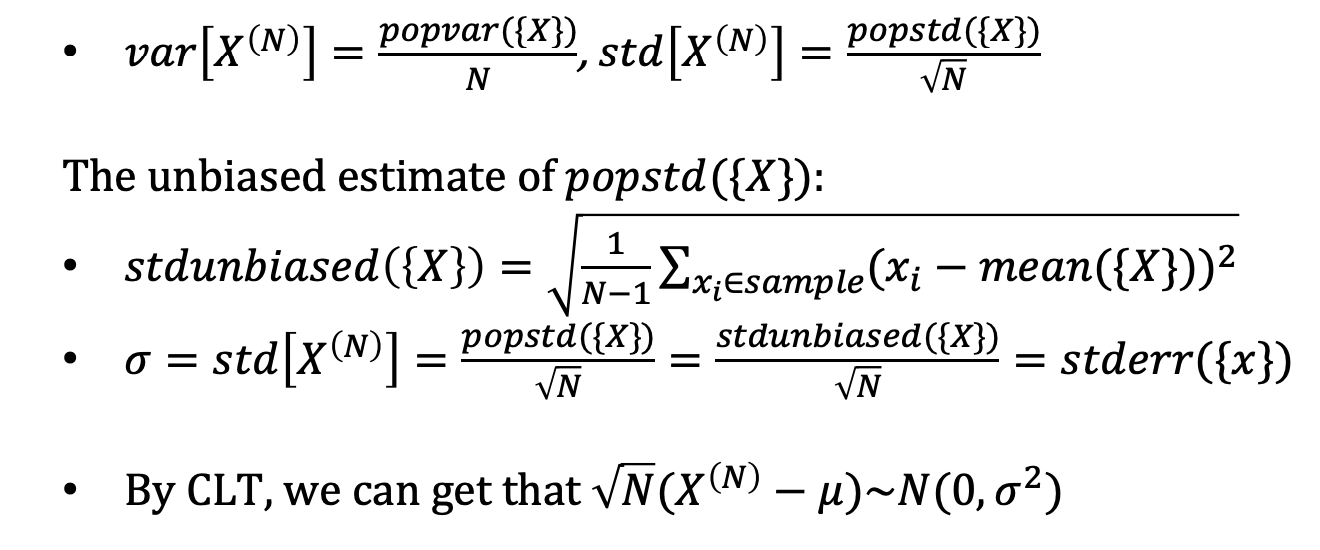 • var[X^(N)] = popvar({X})/N, std[X^(N)] = popstd({X})/√N
The unbiased estimate of popstd({X}):
• stdunbiased({X}) = √(1/(N−1) ∑_{x_i∈sample}(x_i − mean({X}))²)
• σ = std[X^(N)] = popstd({X})/√N = stdunbiased({X})/√N = stderr({x})
• By CLT, we can get that √N(X^(N) − μ)~N(0, σ²)